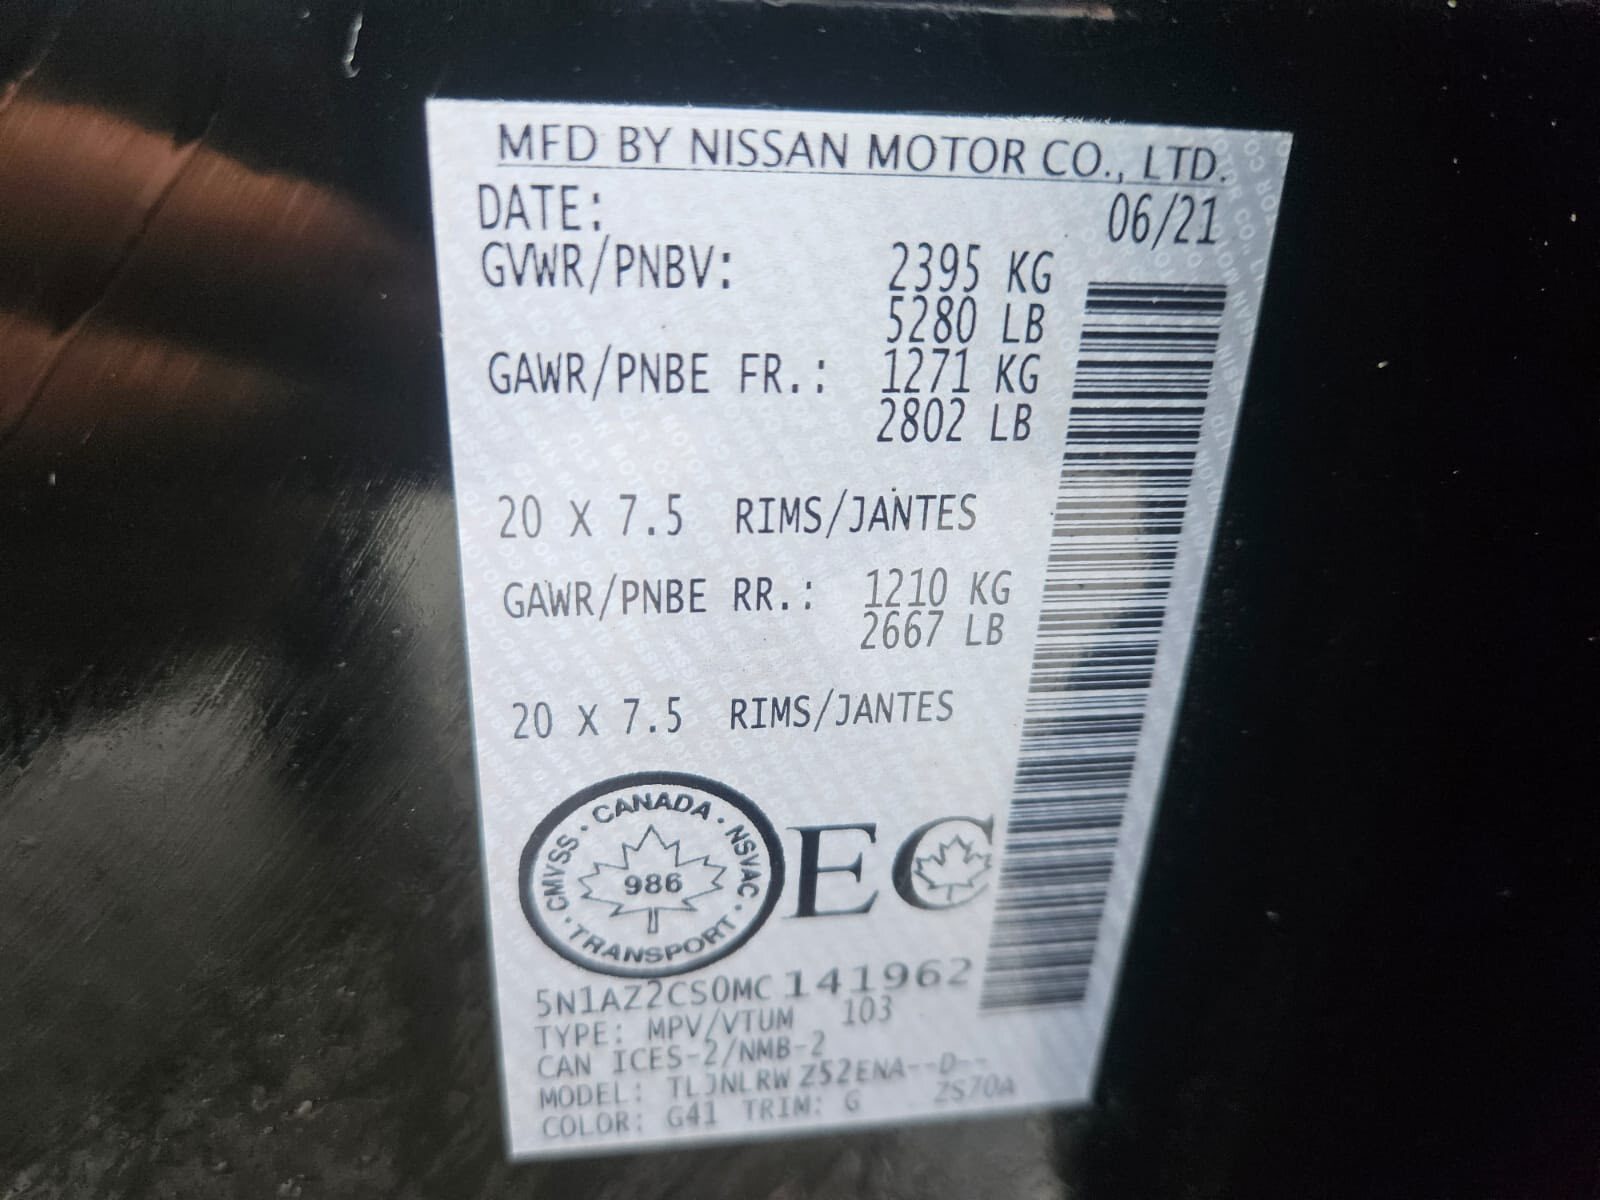 MFD BY NISSAN MOTOR CO., LTD.
DATE: 06/21
GVWR/PNBV: 2395 KG
5280 LB
GAWR/PNBE FR.: 1271 KG
2802 LB
20 X 7.5 RIMS/JANTES
GAWR/PNBE RR.: 1210 KG
2667 LB
20 X 7.5 RIMS/JANTES
CANADA · NSVAC · TRANSPORT · CMVSS ·
986
EC
5N1AZ2CS0MC141962
TYPE: MPV/VTUM 103
CAN ICES-2/NMB-2
MODEL: TLJNLRW Z52ENA--D--
COLOR: G41 TRIM: G ZS70A